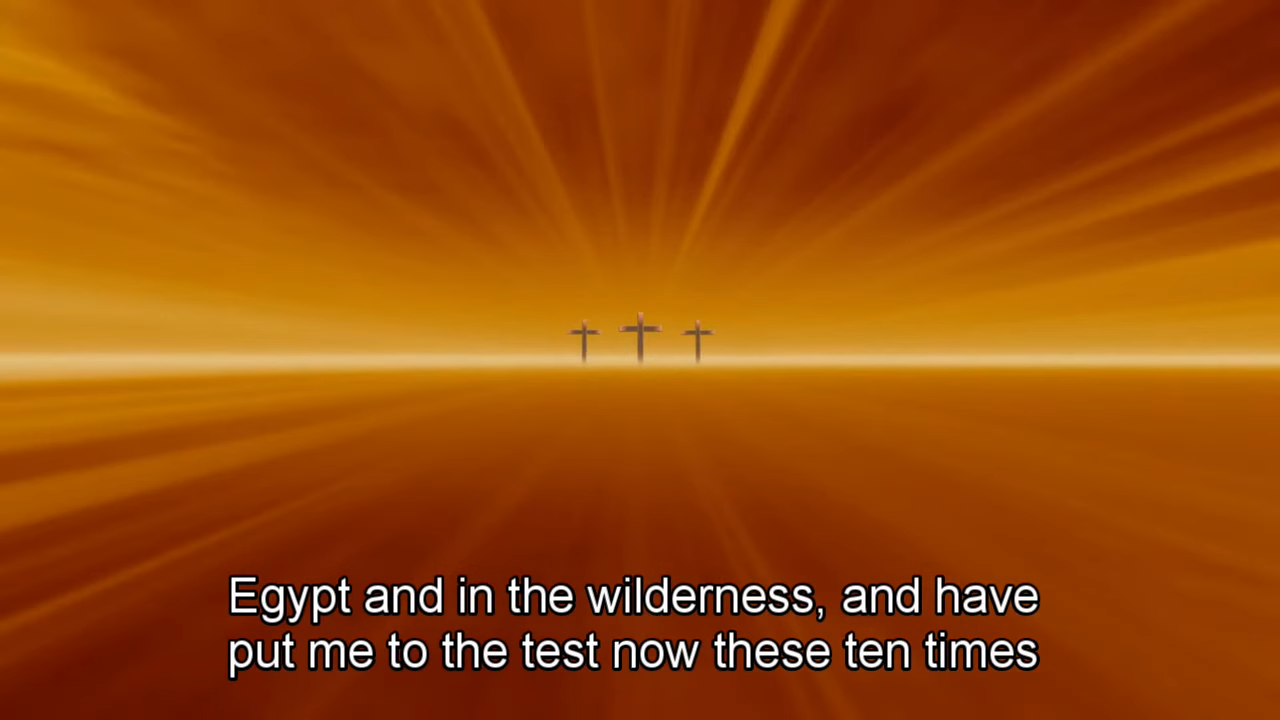 Egypt and in the wilderness, and have
put me to the test now these ten times